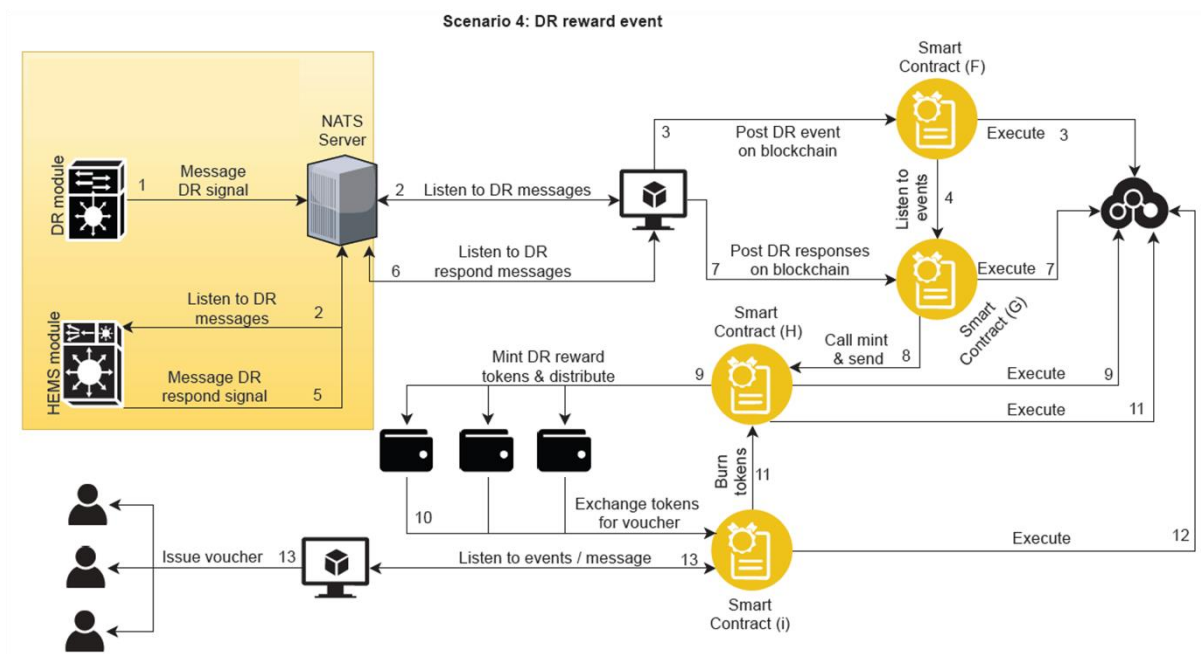 Scenario 4: DR reward event
Smart
Contract (F)
NATS
Server
3
Post DR event
on blockchain
Execute
3
DR module
1
Message
DR signal
2
Listen to DR messages
Listen to
events
4
6
Listen to DR
respond messages
7
Post DR responses
on blockchain
Execute
7
Listen to DR
messages
2
Smart
Contract (G)
Smart
Contract (H)
Call mint
& send
8
HEMS module
Message DR
respond signal
5
Mint DR reward
tokens & distribute
9
Execute
9
Execute
11
Burn
tokens
11
10
Exchange tokens
for voucher
Issue voucher
13
Listen to events / message
13
Execute
12
Smart
Contract (i)